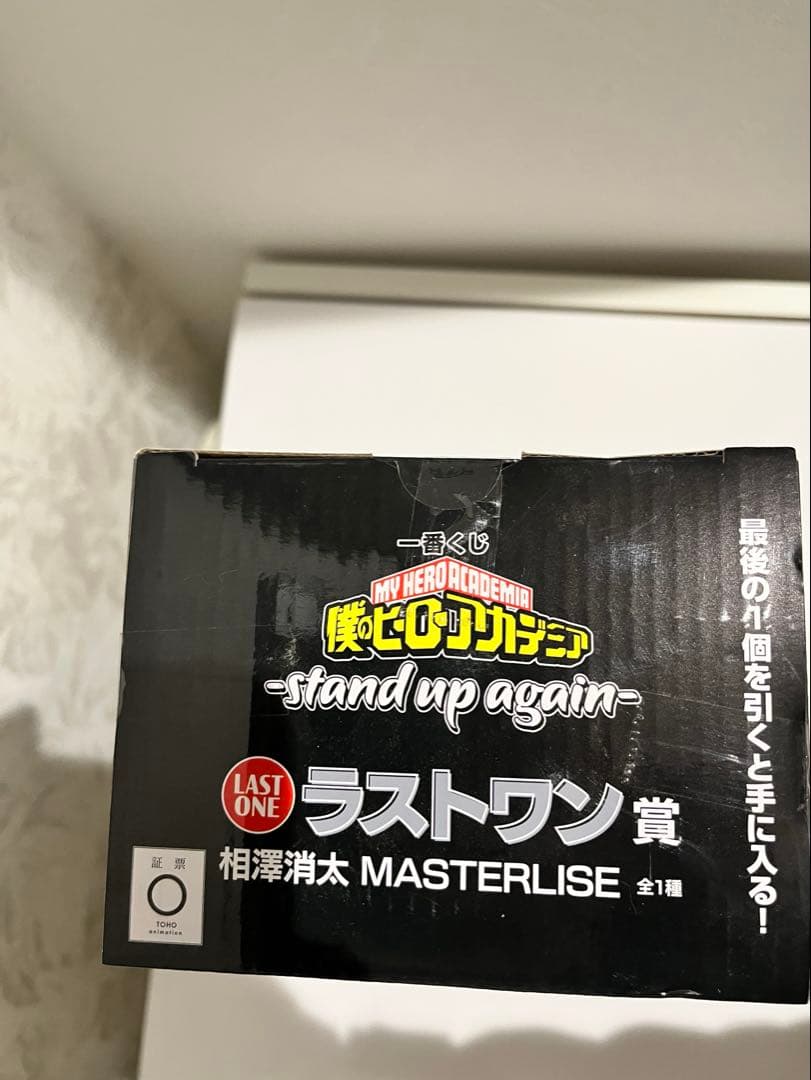 一番くじ
MY HERO ACADEMIA
僕のヒーローアカデミア
-stand up again-
LAST
ONE
ラストワン賞
相澤消太 MASTERLISE 全1種
最後の1個を引くと手に入る!
証票
TOHO
animation